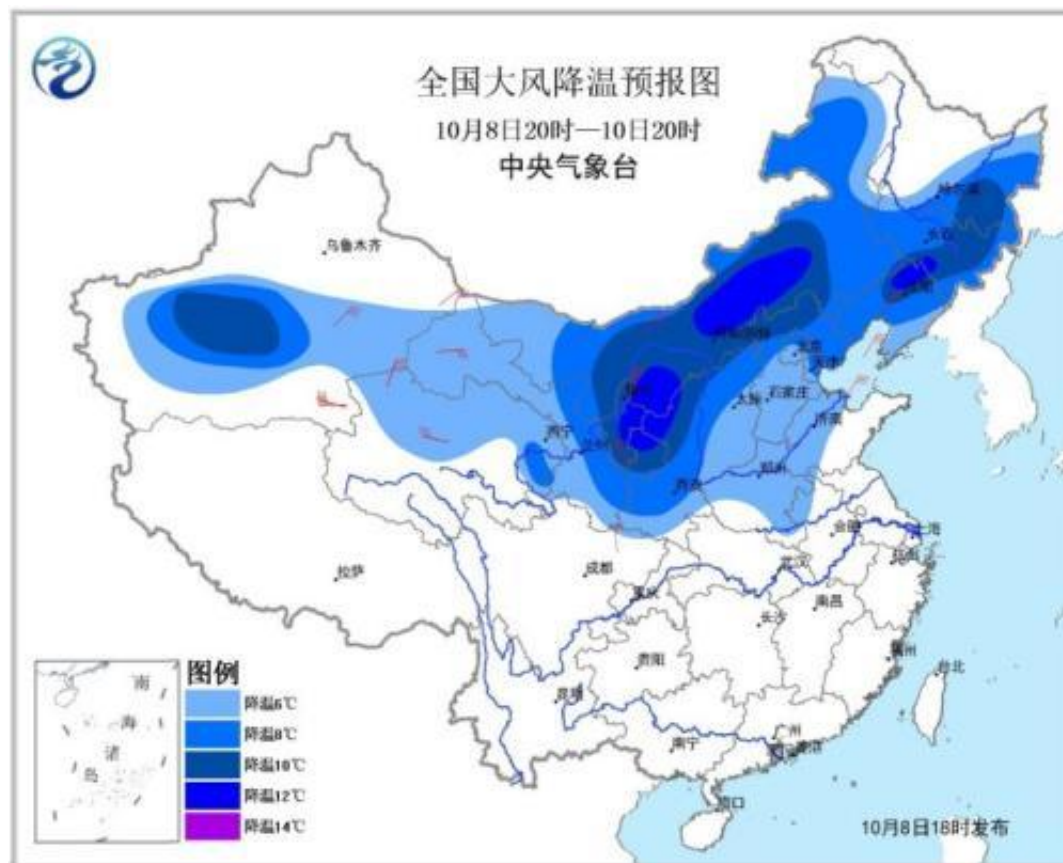 全国大风降温预报图
10月8日20时—10日20时
中央气象台
乌鲁木齐
哈尔滨
长春
沈阳
呼和浩特
北京
天津
银川
太原
石家庄
济南
西宁
兰州
西安
郑州
合肥
上海
杭州
成都
重庆
武汉
拉萨
南昌
长沙
贵阳
福州
台北
昆明
南宁
广州
海口
南
海
诸
岛
图例
降温6℃
降温8℃
降温10℃
降温12℃
降温14℃
10月8日18时发布